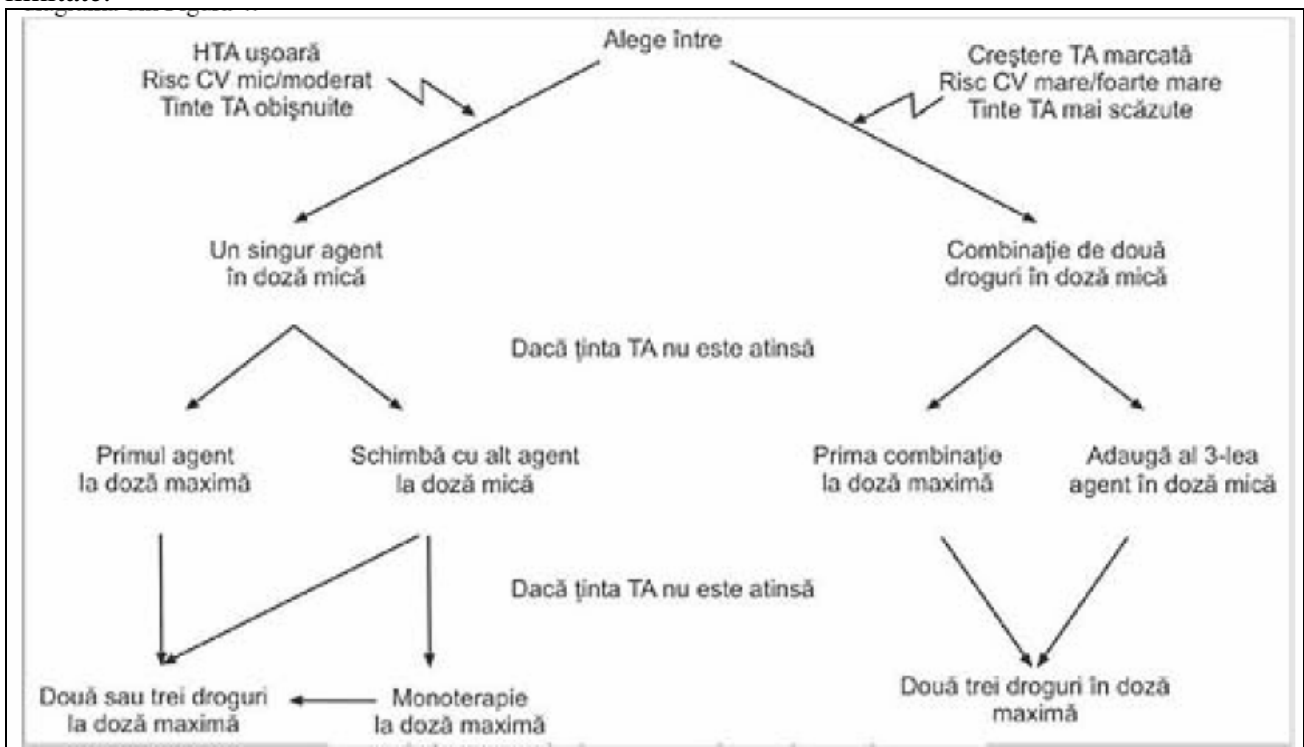 Alege între
HTA uşoară
Risc CV mic/moderat
Tinte TA obişnuite
Creştere TA marcată
Risc CV mare/foarte mare
Tinte TA mai scăzute
Un singur agent
în doză mică
Combinaţie de două
droguri în doză mică
Dacă ţinta TA nu este atinsă
Primul agent
la doză maximă
Schimbă cu alt agent
la doză mică
Prima combinaţie
la doză maximă
Adaugă al 3-lea
agent în doză mică
Dacă ţinta TA nu este atinsă
Două sau trei droguri
la doză maximă
Monoterapie
la doză maximă
Două trei droguri în doză
maximă